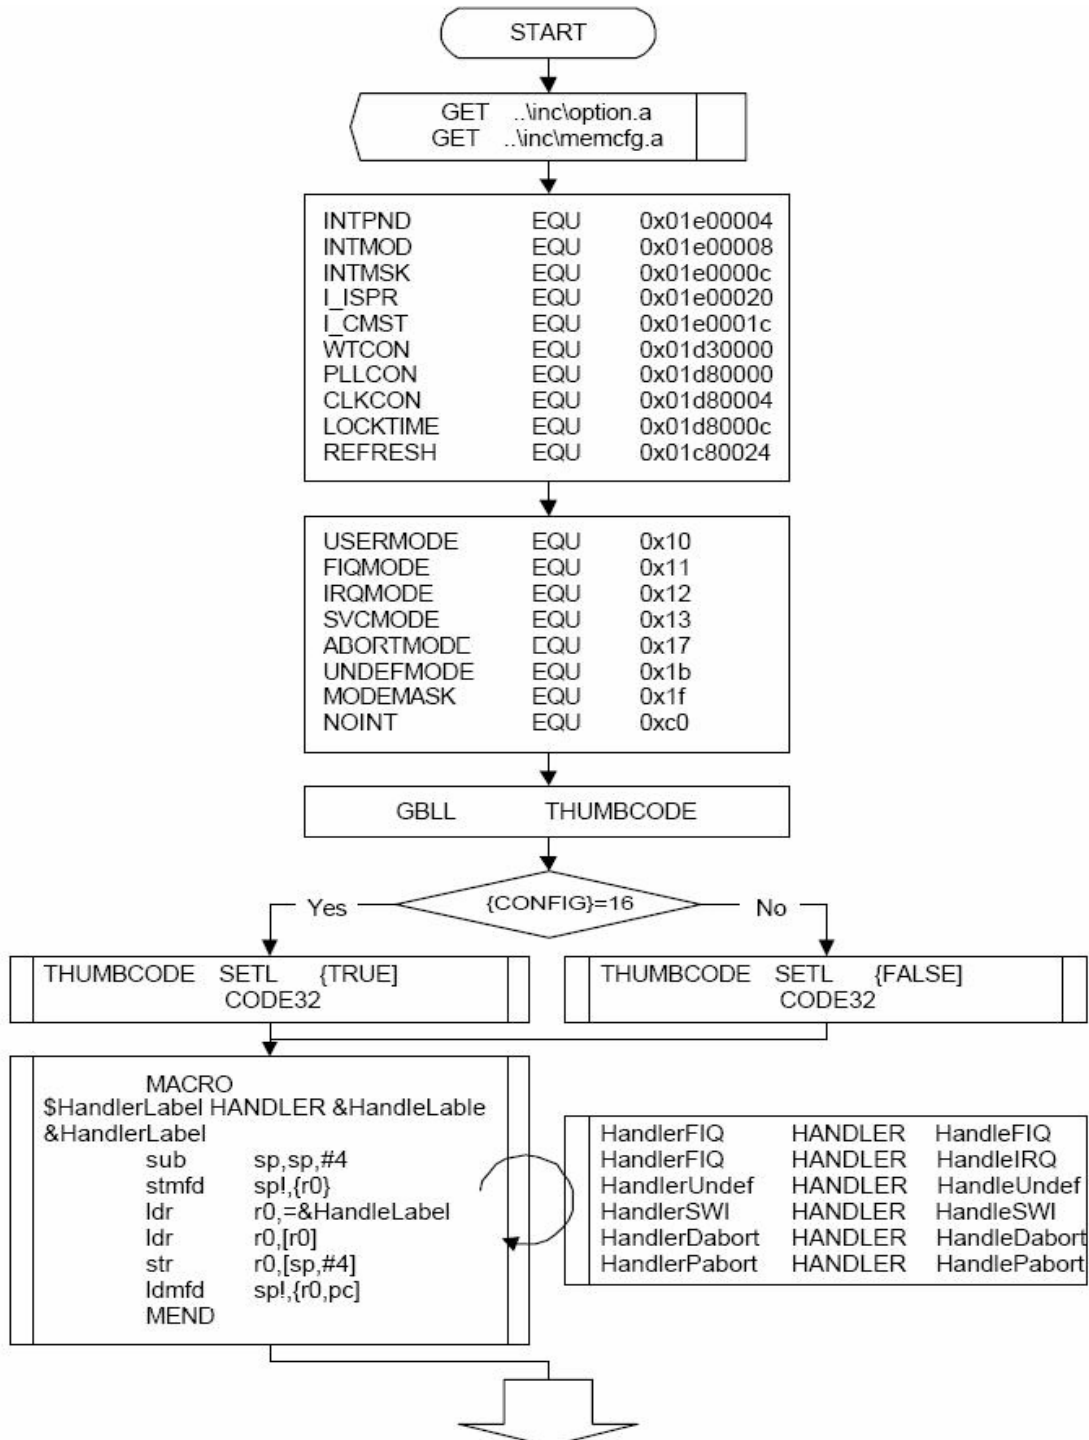 START
GET ..\inc\option.a
GET ..\inc\memcfg.a
INTPND EQU 0x01e00004
INTMOD EQU 0x01e00008
INTMSK EQU 0x01e0000c
I_ISPR EQU 0x01e00020
I_CMST EQU 0x01e0001c
WTCON EQU 0x01d30000
PLLCON EQU 0x01d80000
CLKCON EQU 0x01d80004
LOCKTIME EQU 0x01d8000c
REFRESH EQU 0x01c80024
USERMODE EQU 0x10
FIQMODE EQU 0x11
IRQMODE EQU 0x12
SVCMODE EQU 0x13
ABORTMODE EQU 0x17
UNDEFMODE EQU 0x1b
MODEMASK EQU 0x1f
NOINT EQU 0xc0
GBLL THUMBCODE
{CONFIG}=16
Yes
No
THUMBCODE SETL {TRUE]
CODE32
THUMBCODE SETL {FALSE]
CODE32
MACRO
$HandlerLabel HANDLER &HandleLable
&HandlerLabel
sub sp,sp,#4
stmfd sp!,{r0}
ldr r0,=&HandleLabel
ldr r0,[r0]
str r0,[sp,#4]
ldmfd sp!,{r0,pc]
MEND
HandlerFIQ HANDLER HandleFIQ
HandlerFIQ HANDLER HandleIRQ
HandlerUndef HANDLER HandleUndef
HandlerSWI HANDLER HandleSWI
HandlerDabort HANDLER HandleDabort
HandlerPabort HANDLER HandlePabort